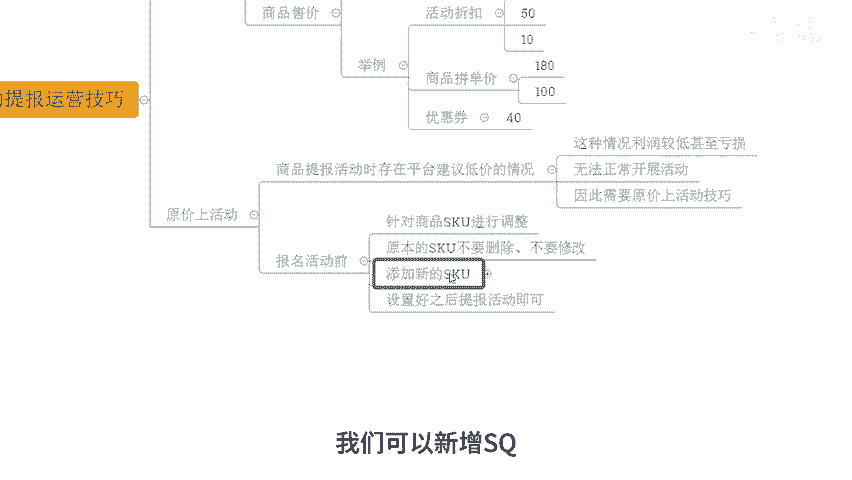 商品售价
活动折扣
50
10
举例
180
商品拼单价
100
优惠券
40
提报运营技巧
这种情况利润较低甚至亏损
商品提报活动时存在平台建议低价的情况
无法正常开展活动
因此需要原价上活动技巧
原价上活动
针对商品SKU进行调整
原本的SKU不要删除、不要修改
报名活动前
添加新的SKU
设置好之后提报活动即可
我们可以新增SQ